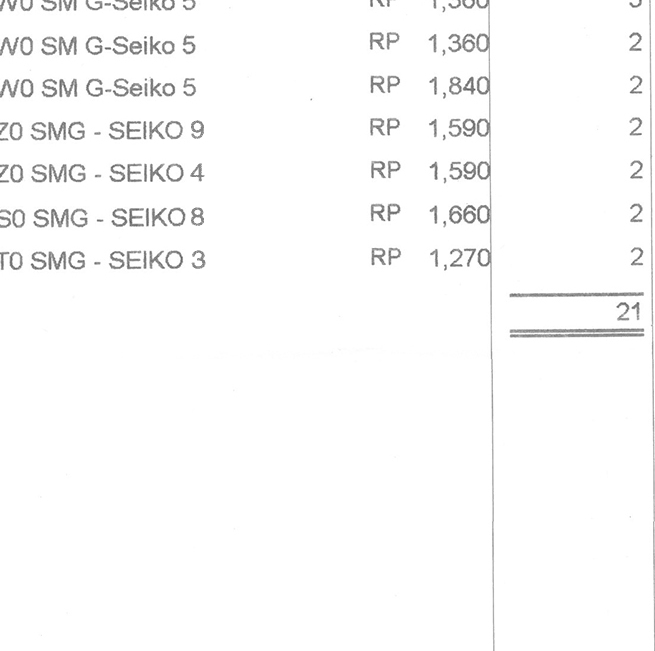 W0 SM G-Seiko 5 RP 1,360
W0 SM G-Seiko 5 RP 1,360 2
W0 SM G-Seiko 5 RP 1,840 2
Z0 SMG - SEIKO 9 RP 1,590 2
Z0 SMG - SEIKO 4 RP 1,590 2
S0 SMG - SEIKO 8 RP 1,660 2
T0 SMG - SEIKO 3 RP 1,270 2
21